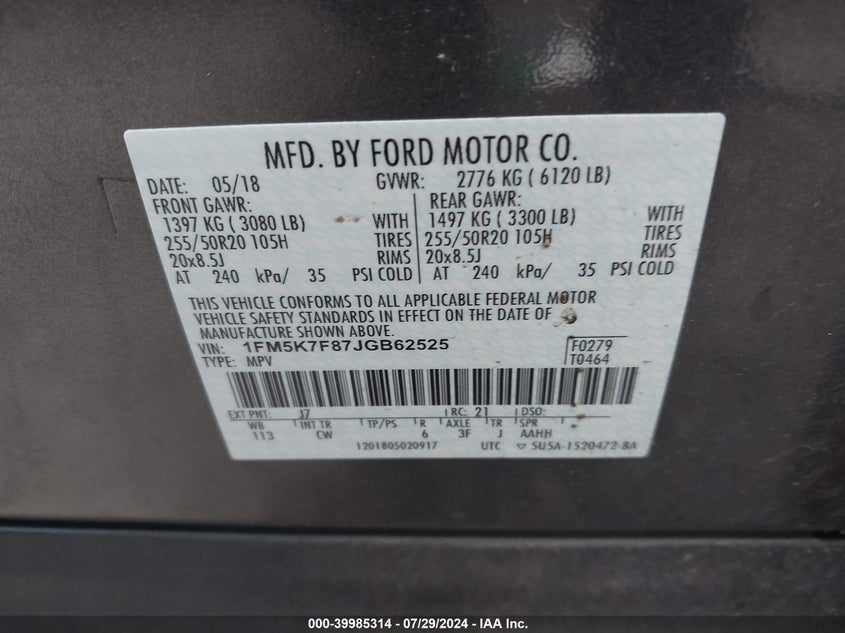 MFD. BY FORD MOTOR CO.
DATE: 05/18 GVWR: 2776 KG ( 6120 LB)
FRONT GAWR: REAR GAWR:
1397 KG ( 3080 LB) WITH 1497 KG ( 3300 LB) WITH
255/50R20 105H TIRES 255/50R20 105H TIRES
20x8.5J RIMS 20x8.5J RIMS
AT 240 kPa/ 35 PSI COLD AT 240 kPa/ 35 PSI COLD
THIS VEHICLE CONFORMS TO ALL APPLICABLE FEDERAL MOTOR
VEHICLE SAFETY STANDARDS IN EFFECT ON THE DATE OF
MANUFACTURE SHOWN ABOVE.
VIN: 1FM5K7F87JGB62525 F0279
TYPE: MPV T0464
EXT PNT: J7 RC: 21 DSO:
WB INT TR TP/PS R AXLE TR SPR
113 CW 6 3F J AAHH
1201805020917 UTC ▽ 5U5A-1520472-BA
000-39985314 / 07/29/2024 - IAA Inc.